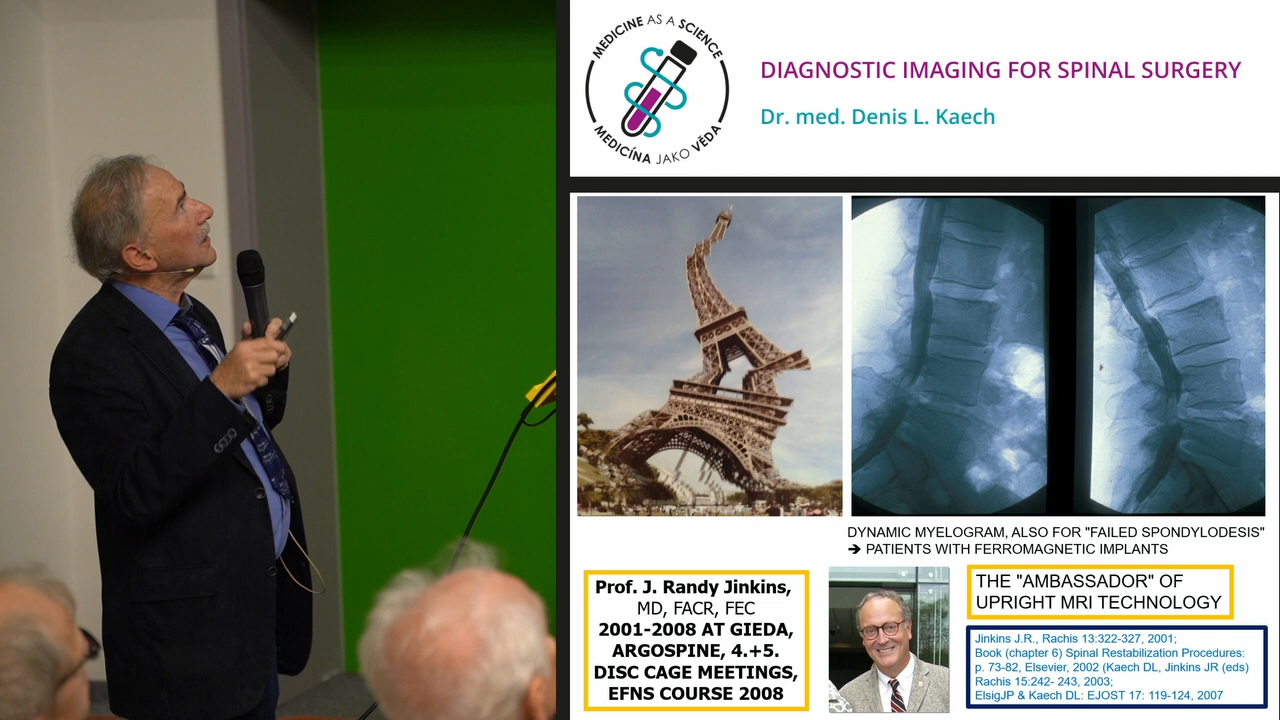 MEDICINE AS A SCIENCE
MEDICÍNA JAKO VĚDA
DIAGNOSTIC IMAGING FOR SPINAL SURGERY
Dr. med. Denis L. Kaech
DYNAMIC MYELOGRAM, ALSO FOR "FAILED SPONDYLODESIS"
➔ PATIENTS WITH FERROMAGNETIC IMPLANTS
Prof. J. Randy Jinkins,
MD, FACR, FEC
2001-2008 AT GIEDA,
ARGOSPINE, 4.+5.
DISC CAGE MEETINGS,
EFNS COURSE 2008
THE "AMBASSADOR" OF
UPRIGHT MRI TECHNOLOGY
Jinkins J.R., Rachis 13:322-327, 2001;
Book (chapter 6) Spinal Restabilization Procedures:
p. 73-82, Elsevier, 2002 (Kaech DL, Jinkins JR (eds)
Rachis 15:242- 243, 2003;
ElsigJP & Kaech DL: EJOST 17: 119-124, 2007